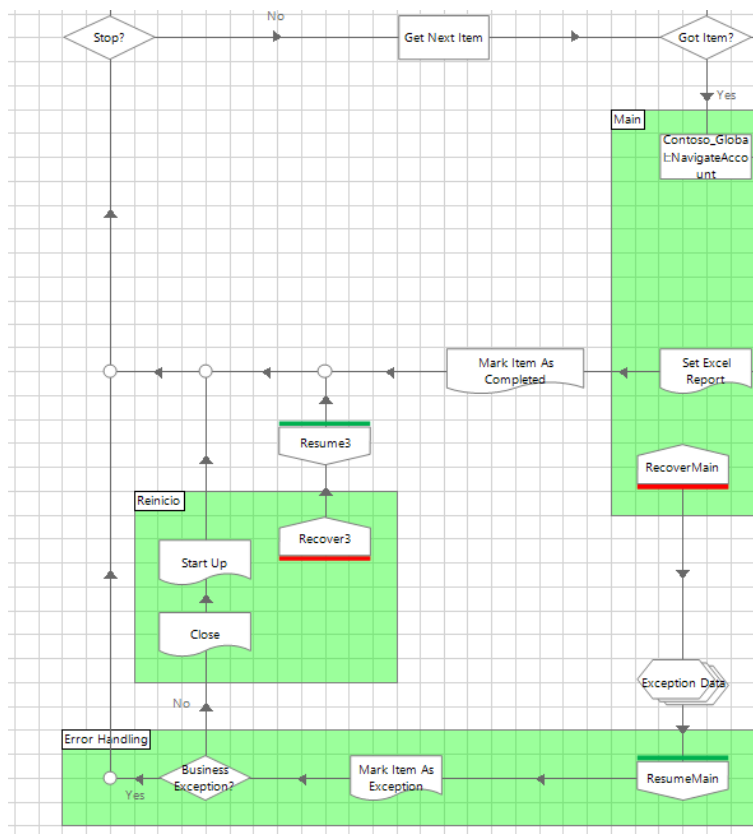 No
Stop?
Get Next Item
Got Item?
Yes
Main
Contoso_Globa
l::NavigateAcco
unt
Mark Item As
Completed
Set Excel
Report
Resume3
RecoverMain
Reinicio
Recover3
Start Up
Close
Exception Data
No
Error Handling
Business
Exception?
Mark Item As
Exception
ResumeMain
Yes